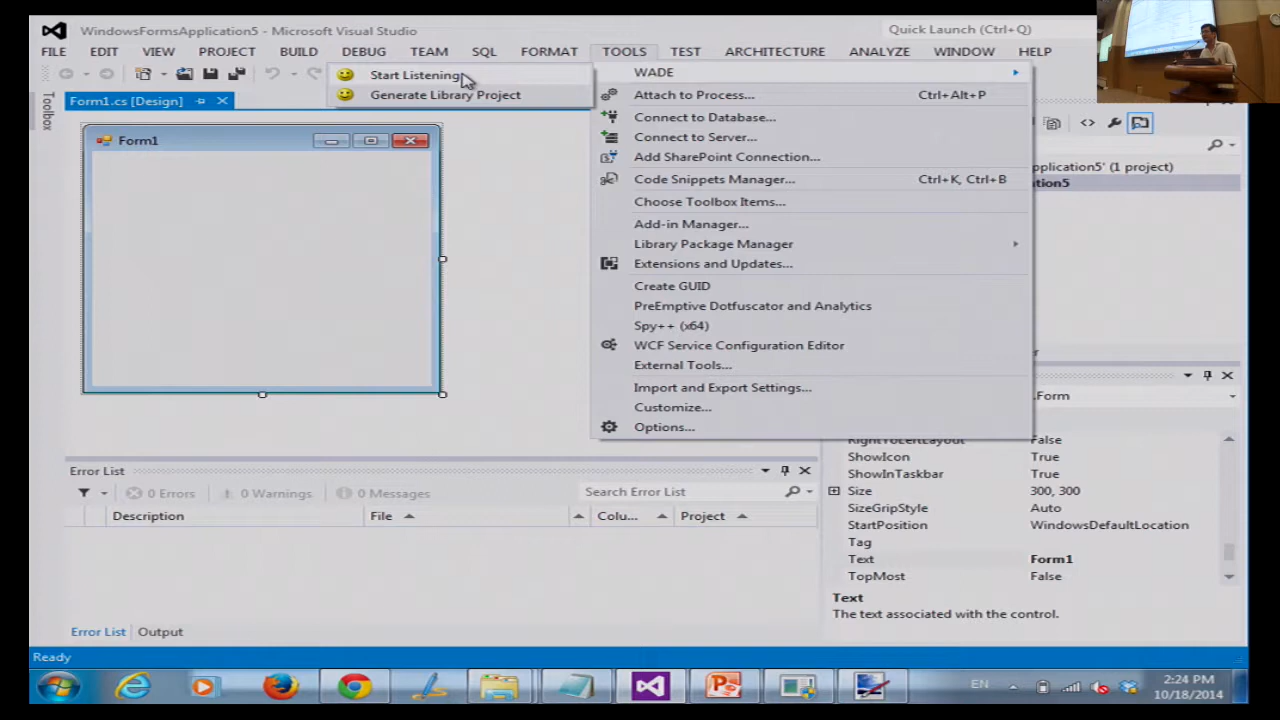 WindowsFormsApplication5 - Microsoft Visual Studio
Quick Launch (Ctrl+Q)
FILE EDIT VIEW PROJECT BUILD DEBUG TEAM SQL FORMAT TOOLS TEST ARCHITECTURE ANALYZE WINDOW HELP
Start Listening
Generate Library Project
WADE
Attach to Process... Ctrl+Alt+P
Connect to Database...
Connect to Server...
Add SharePoint Connection...
Code Snippets Manager... Ctrl+K, Ctrl+B
Choose Toolbox Items...
Add-in Manager...
Library Package Manager
Extensions and Updates...
Create GUID
PreEmptive Dotfuscator and Analytics
Spy++ (x64)
WCF Service Configuration Editor
External Tools...
Import and Export Settings...
Customize...
Options...
Toolbox
Form1.cs [Design]
Form1
pplication5' (1 project)
tion5
.Form
RightToLeftLayout False
ShowIcon True
ShowInTaskbar True
Size 300, 300
SizeGripStyle Auto
StartPosition WindowsDefaultLocation
Tag
Text Form1
TopMost False
Text
The text associated with the control.
Error List
0 Errors 0 Warnings 0 Messages Search Error List
Description File Colu... Project
Error List Output
Ready
EN
2:24 PM
10/18/2014